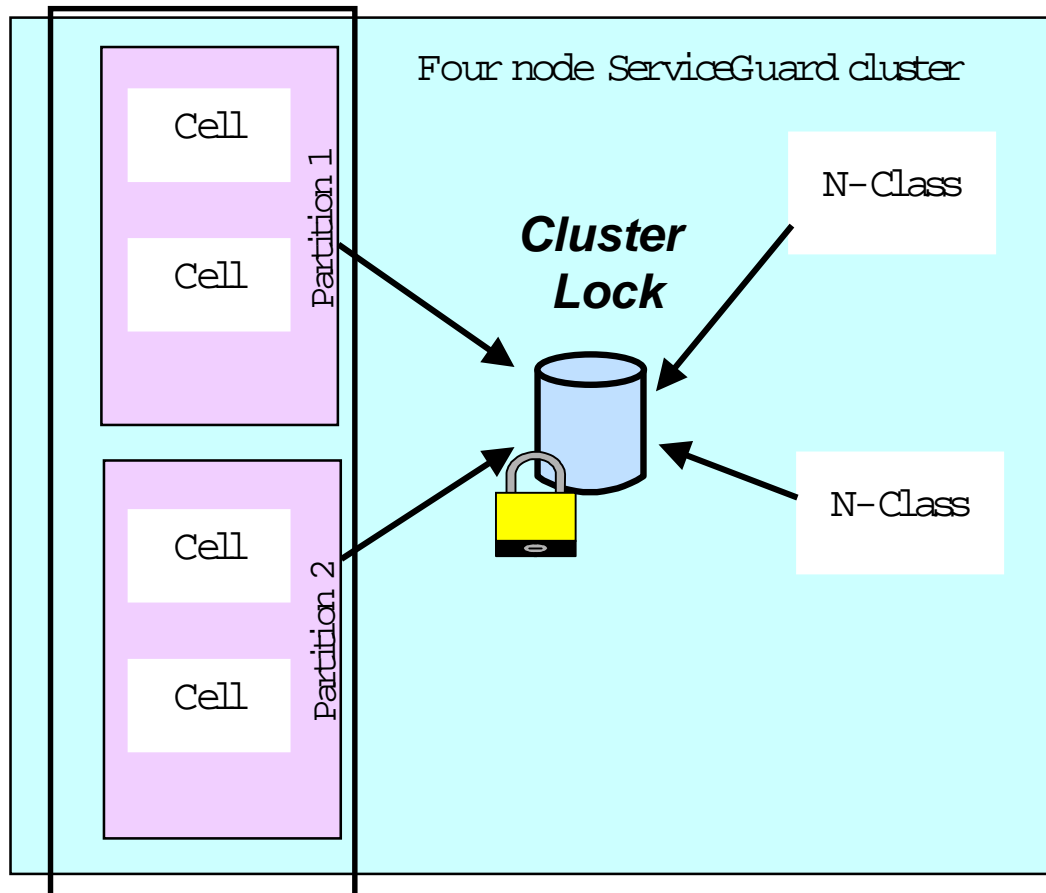 Four node ServiceGuard cluster
Cell
Cell
Partition 1
Cell
Cell
Partition 2
Cluster
Lock
N-Class
N-Class